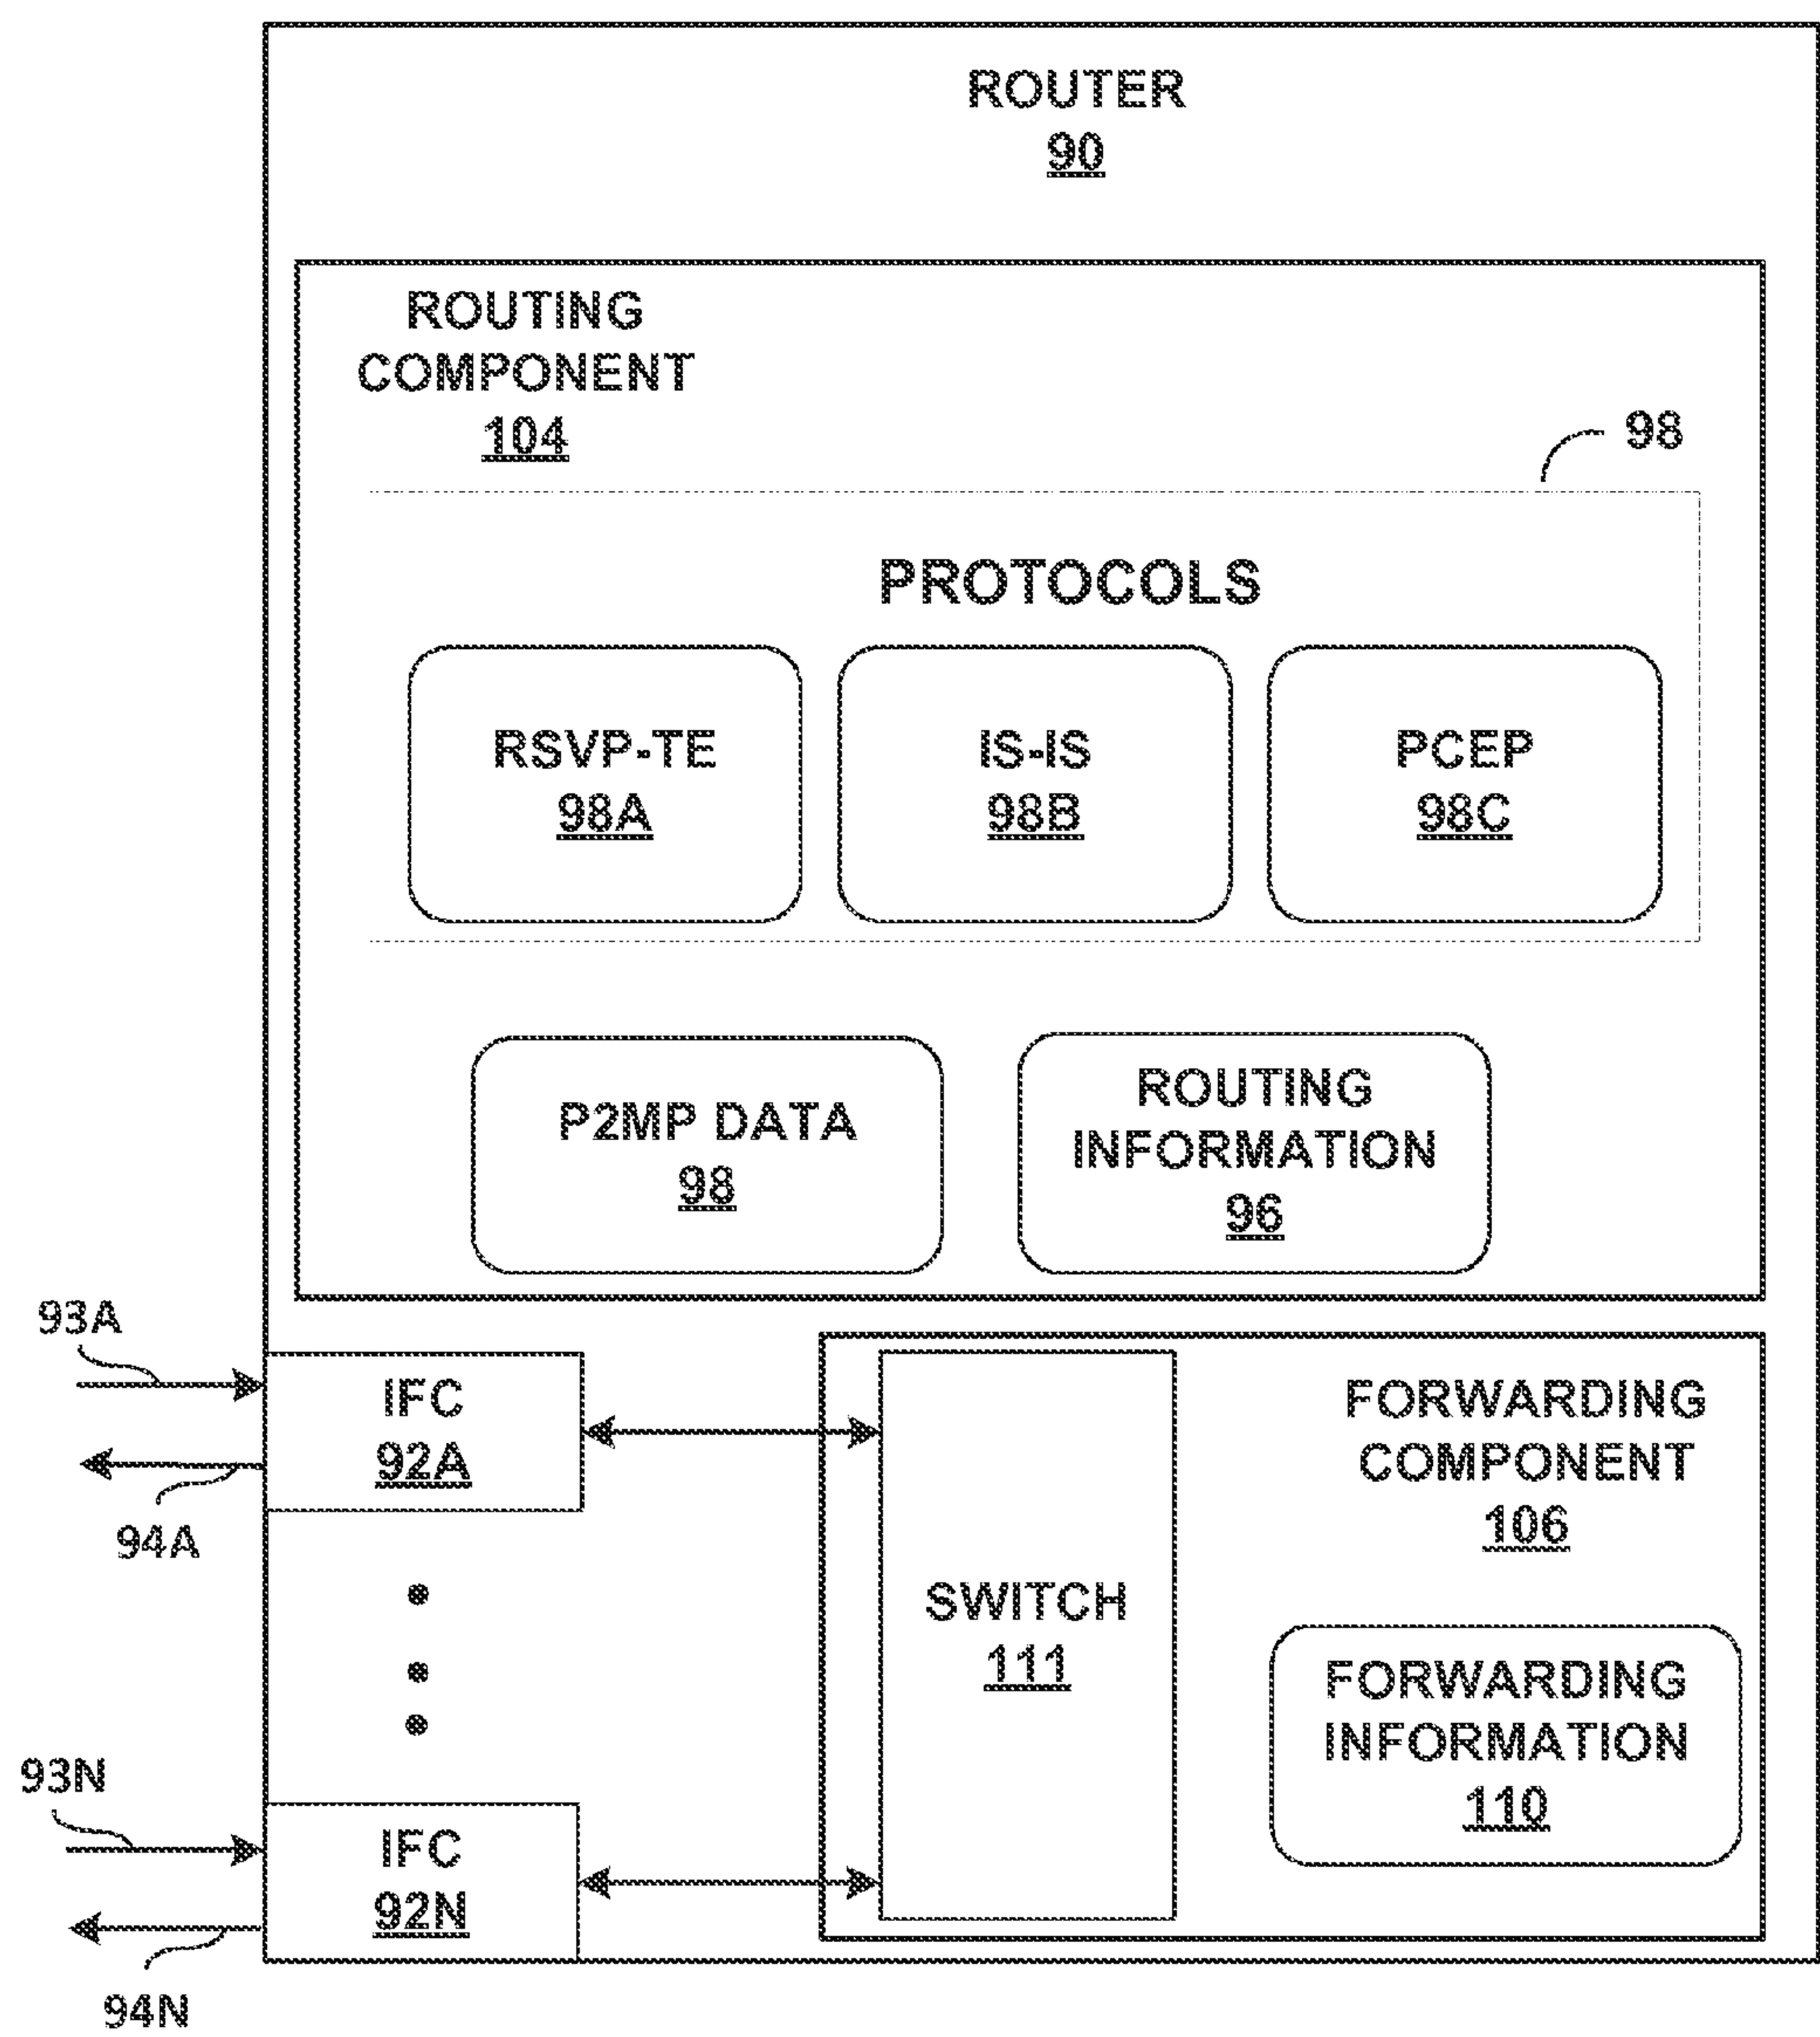 ROUTER
90
ROUTING
COMPONENT
104
98
PROTOCOLS
RSVP-TE
98A
IS-IS
98B
PCEP
98C
P2MP DATA
98
ROUTING
INFORMATION
96
93A
94A
IFC
92A
93N
94N
IFC
92N
SWITCH
111
FORWARDING
COMPONENT
106
FORWARDING
INFORMATION
110